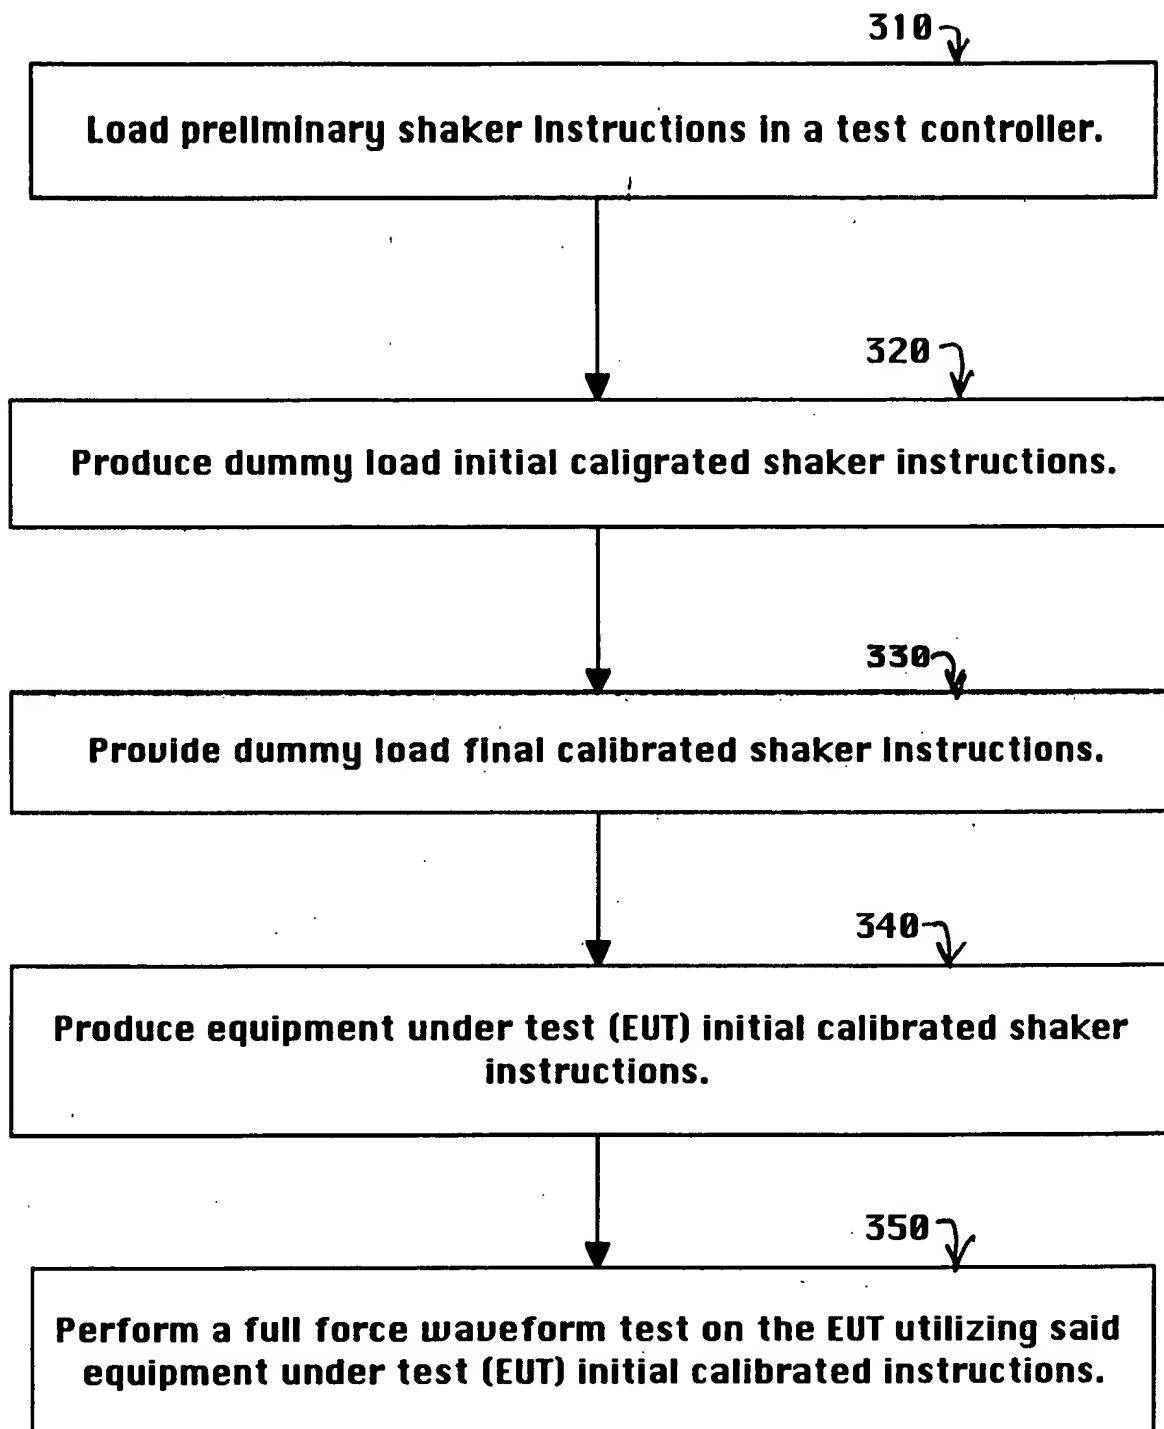 310
Load preliminary shaker instructions in a test controller.
320
Produce dummy load initial caligrated shaker instructions.
330
Provide dummy load final calibrated shaker instructions.
340
Produce equipment under test (EUT) initial calibrated shaker
instructions.
350
Perform a full force waveform test on the EUT utilizing said
equipment under test (EUT) initial calibrated instructions.